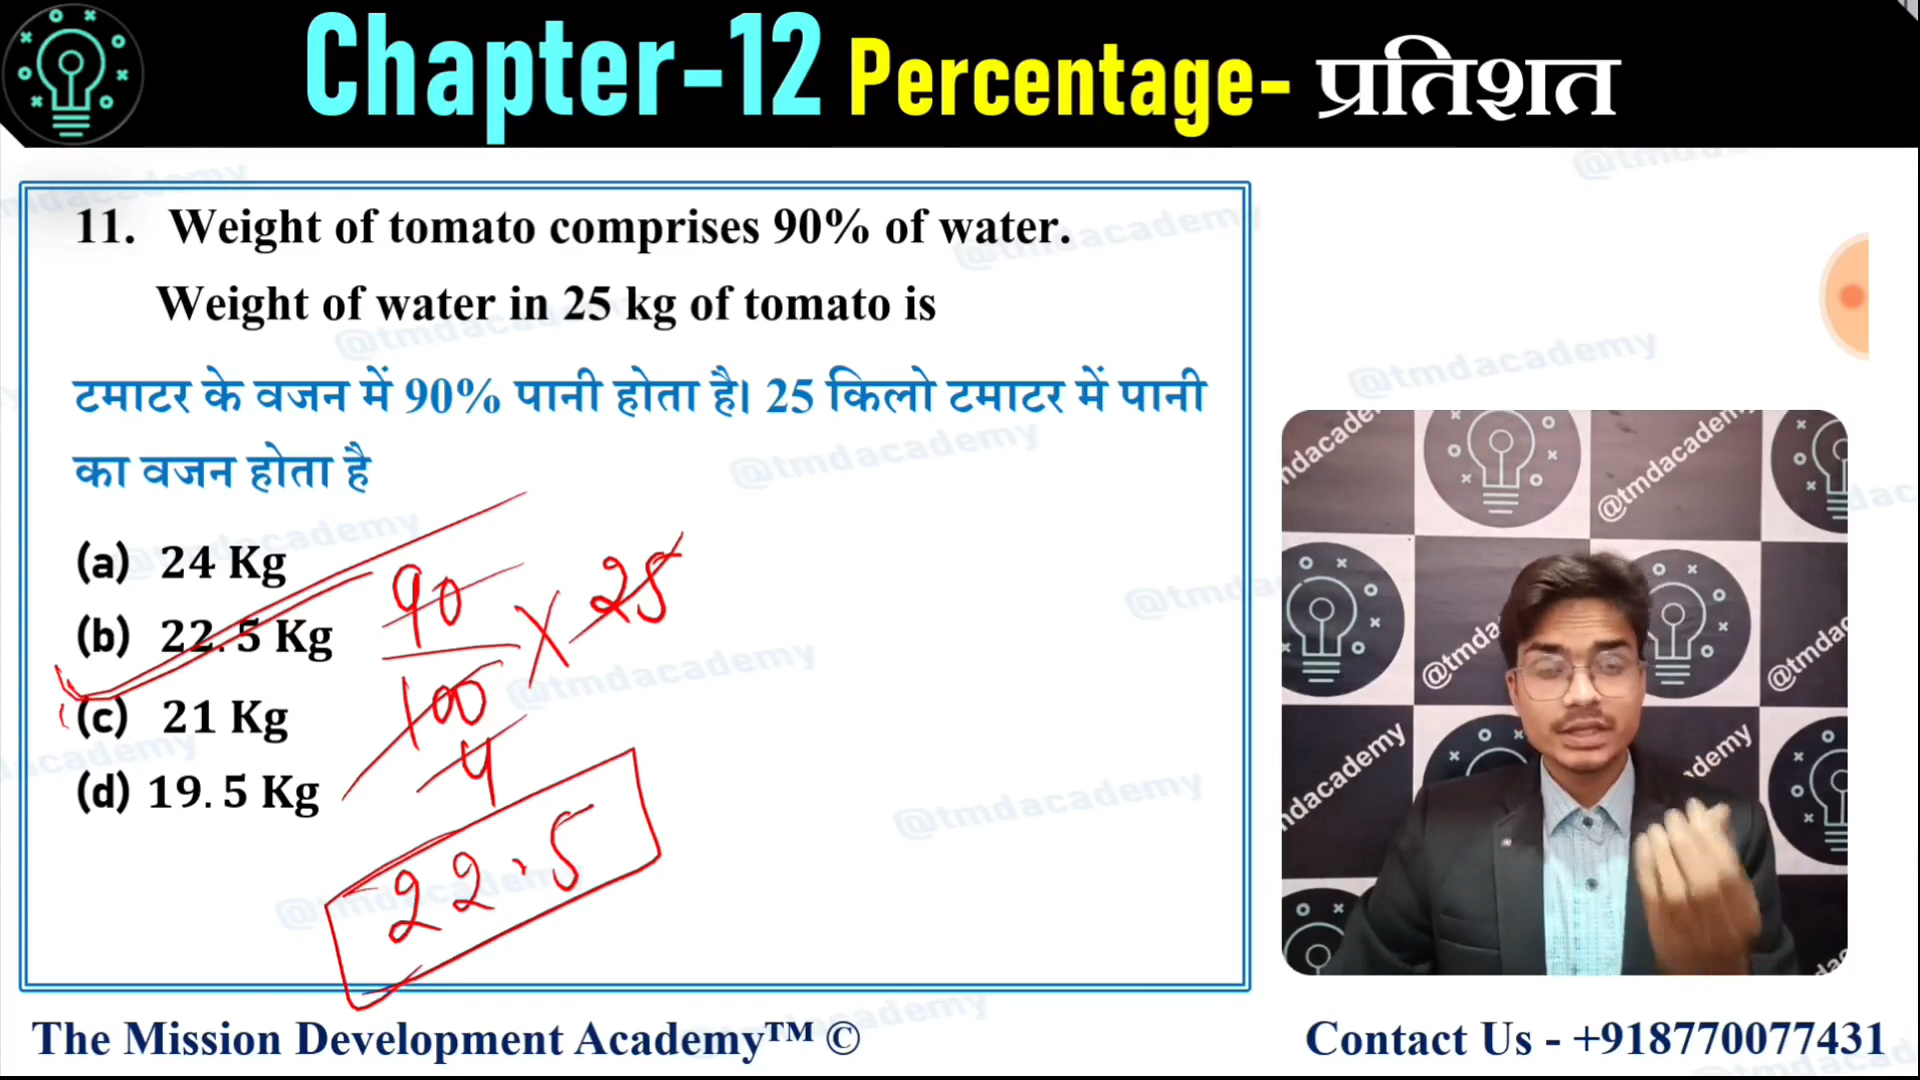 Chapter-12 Percentage- प्रतिशत
11. Weight of tomato comprises 90% of water.
Weight of water in 25 kg of tomato is
टमाटर के वजन में 90% पानी होता है। 25 किलो टमाटर में पानी
का वजन होता है
(a) 24 Kg
(b) 22.5 Kg
(c) 21 Kg
(d) 19.5 Kg
90
100
4
X 25
22.5
@tmdacademy
The Mission Development Academy™ ©
Contact Us - +918770077431